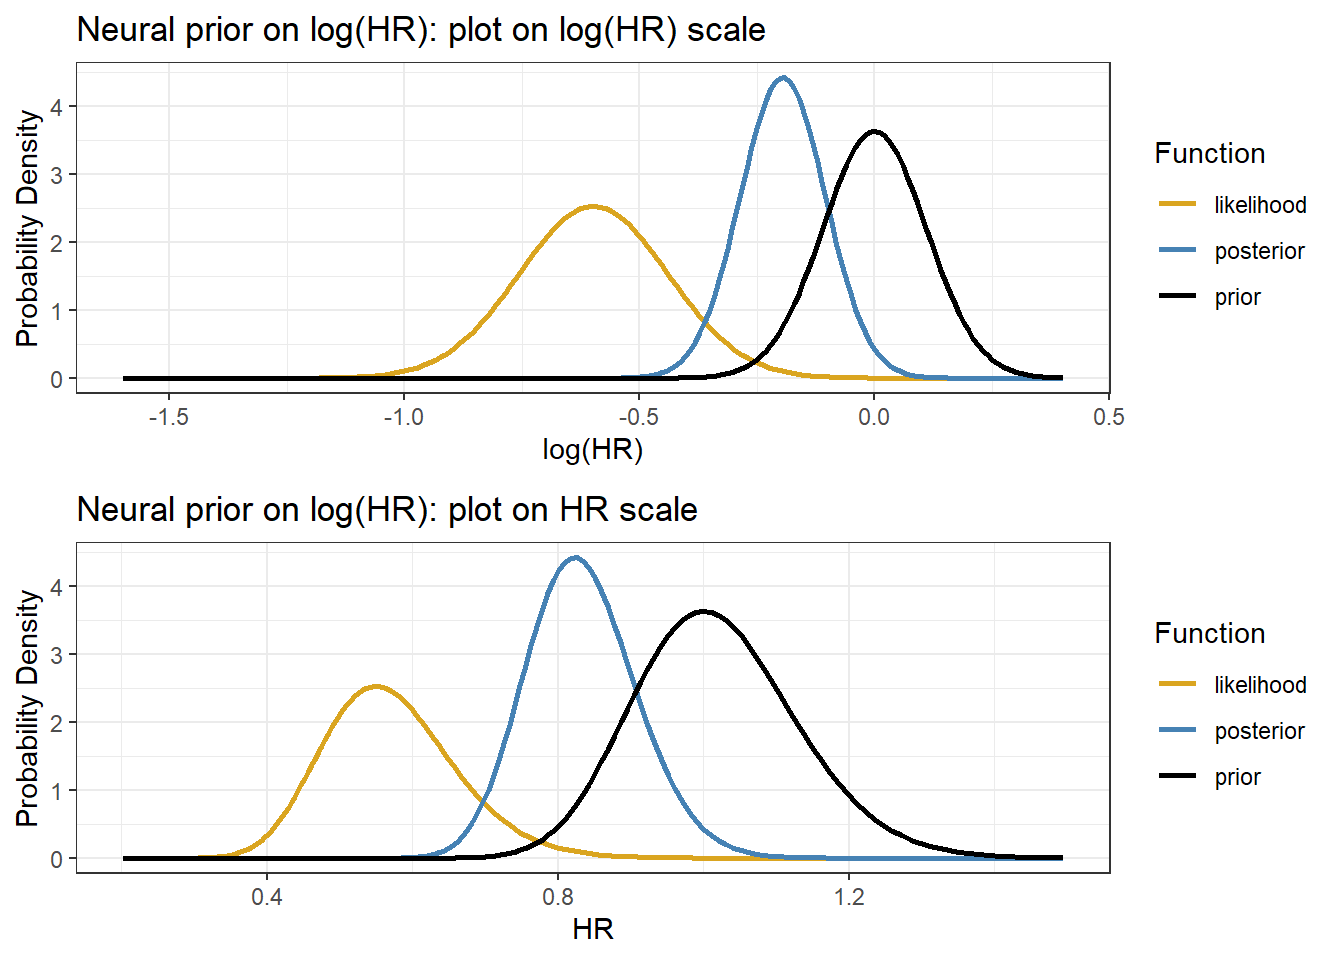 Neural prior on log(HR): plot on log(HR) scale
Probability Density
4
3
2
1
0
-1.5 -1.0 -0.5 0.0 0.5
log(HR)
Function
likelihood
posterior
prior
Neural prior on log(HR): plot on HR scale
Probability Density
4
3
2
1
0
0.4 0.8 1.2
HR
Function
likelihood
posterior
prior